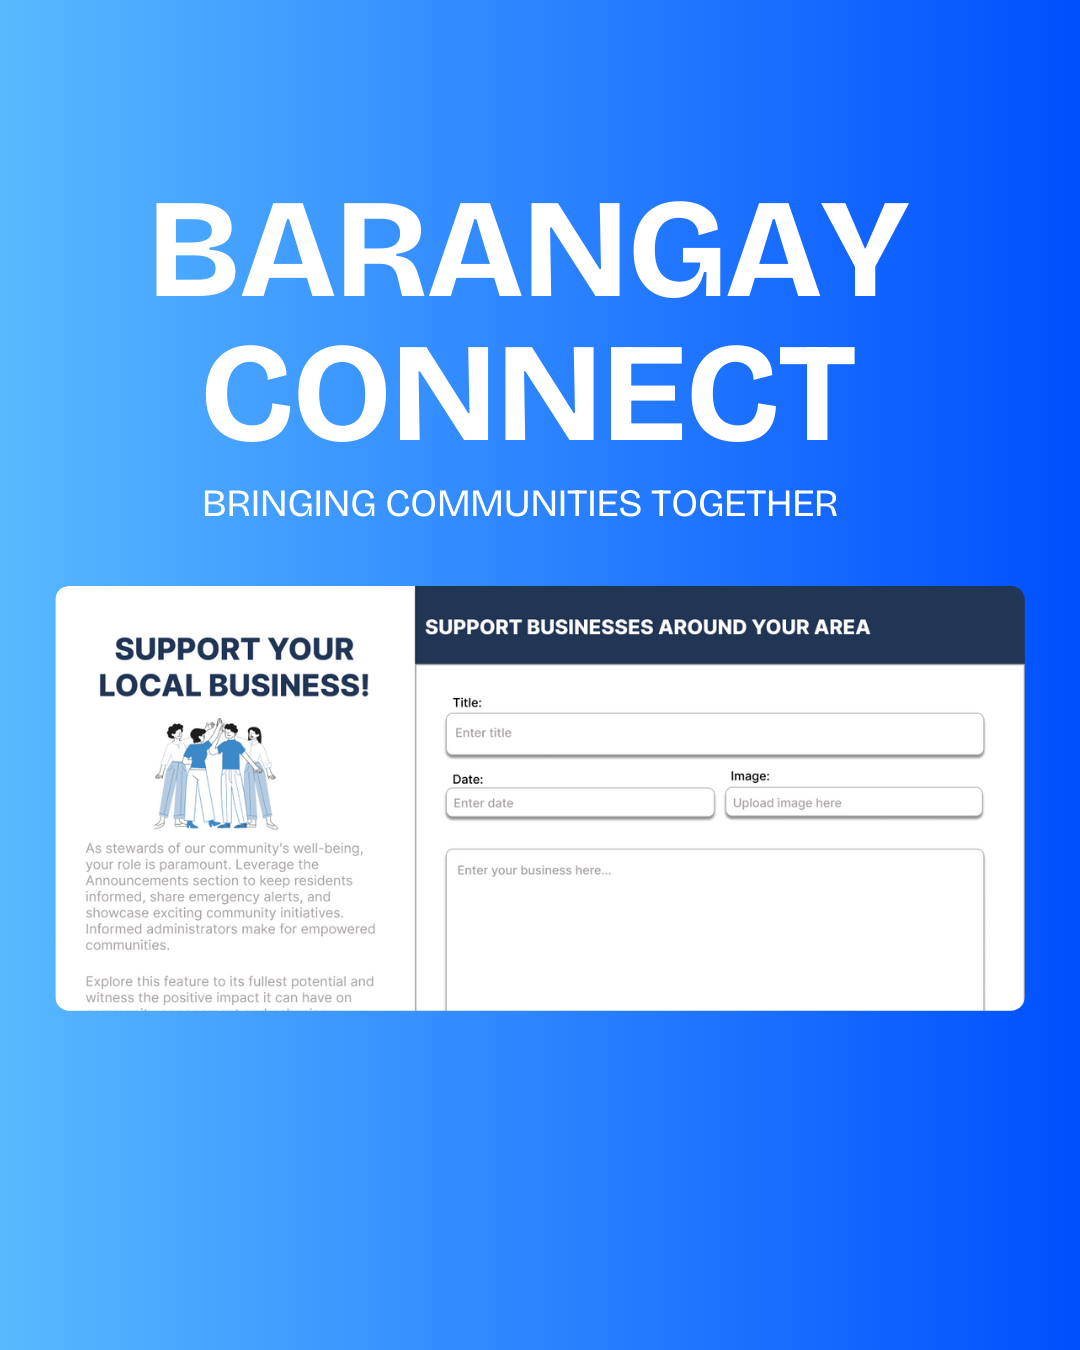 BARANGAY
CONNECT
BRINGING COMMUNITIES TOGETHER
SUPPORT YOUR
LOCAL BUSINESS!
As stewards of our community's well-being,
your role is paramount. Leverage the
Announcements section to keep residents
informed, share emergency alerts, and
showcase exciting community initiatives.
Informed administrators make for empowered
communities.
Explore this feature to its fullest potential and
witness the positive impact it can have on
SUPPORT BUSINESSES AROUND YOUR AREA
Title:
Enter title
Date:
Enter date
Image:
Upload image here
Enter your business here...